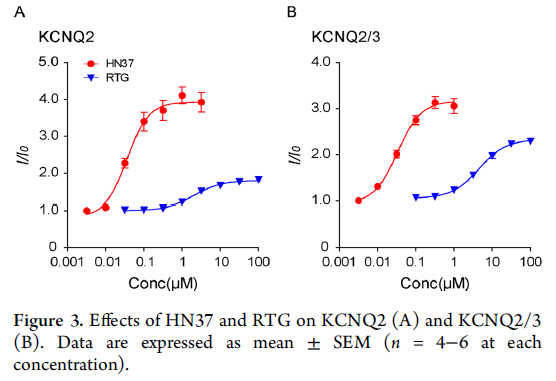 A
KCNQ2
HN37
RTG
5.0
4.0
3.0
2.0
1.0
0.0
I/I0
0.001 0.01 0.1 1 10 100
Conc(μM)
B
KCNQ2/3
4.0
3.0
2.0
1.0
0.0
I/I0
0.001 0.01 0.1 1 10 100
Conc(μM)
Figure 3. Effects of HN37 and RTG on KCNQ2 (A) and KCNQ2/3
(B). Data are expressed as mean ± SEM (n = 4−6 at each
concentration).